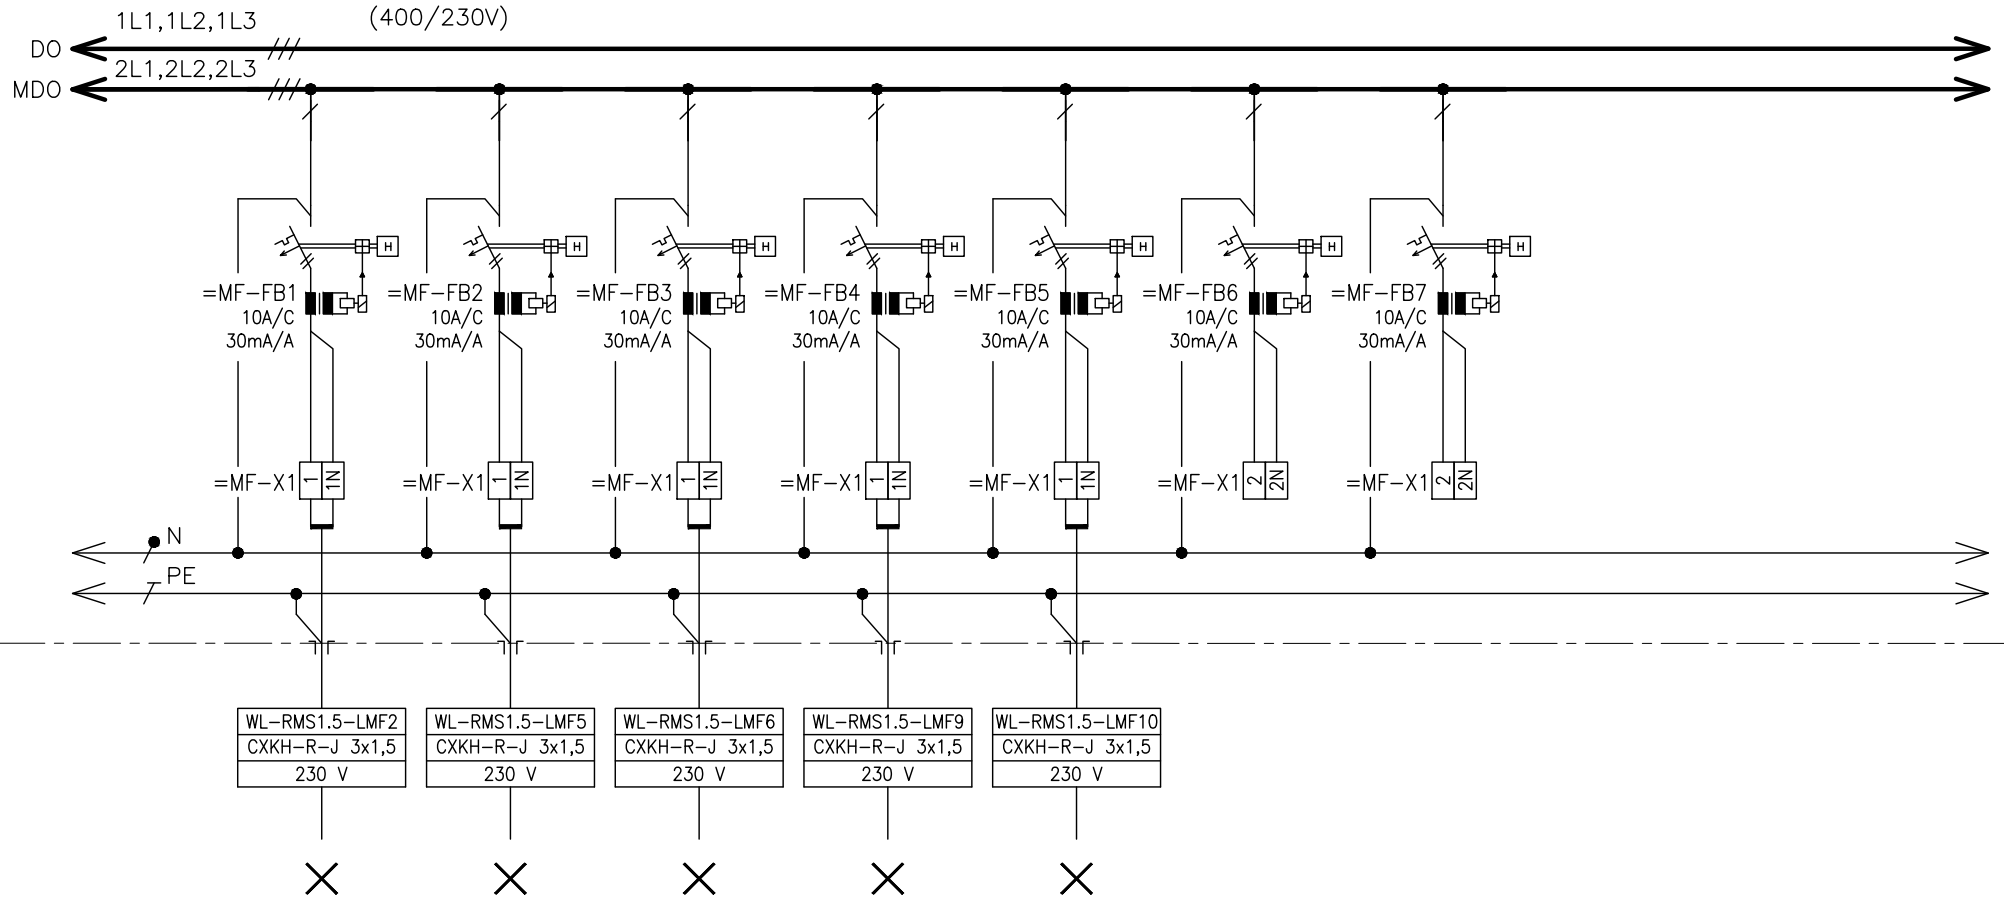 1L1,1L2,1L3 (400/230V)
DO
2L1,2L2,2L3
MDO
H H H H H H H
=MF-FB1 =MF-FB2 =MF-FB3 =MF-FB4 =MF-FB5 =MF-FB6 =MF-FB7
10A/C 10A/C 10A/C 10A/C 10A/C 10A/C 10A/C
30mA/A 30mA/A 30mA/A 30mA/A 30mA/A 30mA/A 30mA/A
=MF-X1 1 1N =MF-X1 1 1N =MF-X1 1 1N =MF-X1 1 1N =MF-X1 1 1N =MF-X1 2 2N =MF-X1 2 2N
N
PE
WL-RMS1.5-LMF2 WL-RMS1.5-LMF5 WL-RMS1.5-LMF6 WL-RMS1.5-LMF9 WL-RMS1.5-LMF10
CXKH-R-J 3x1,5 CXKH-R-J 3x1,5 CXKH-R-J 3x1,5 CXKH-R-J 3x1,5 CXKH-R-J 3x1,5
230 V 230 V 230 V 230 V 230 V